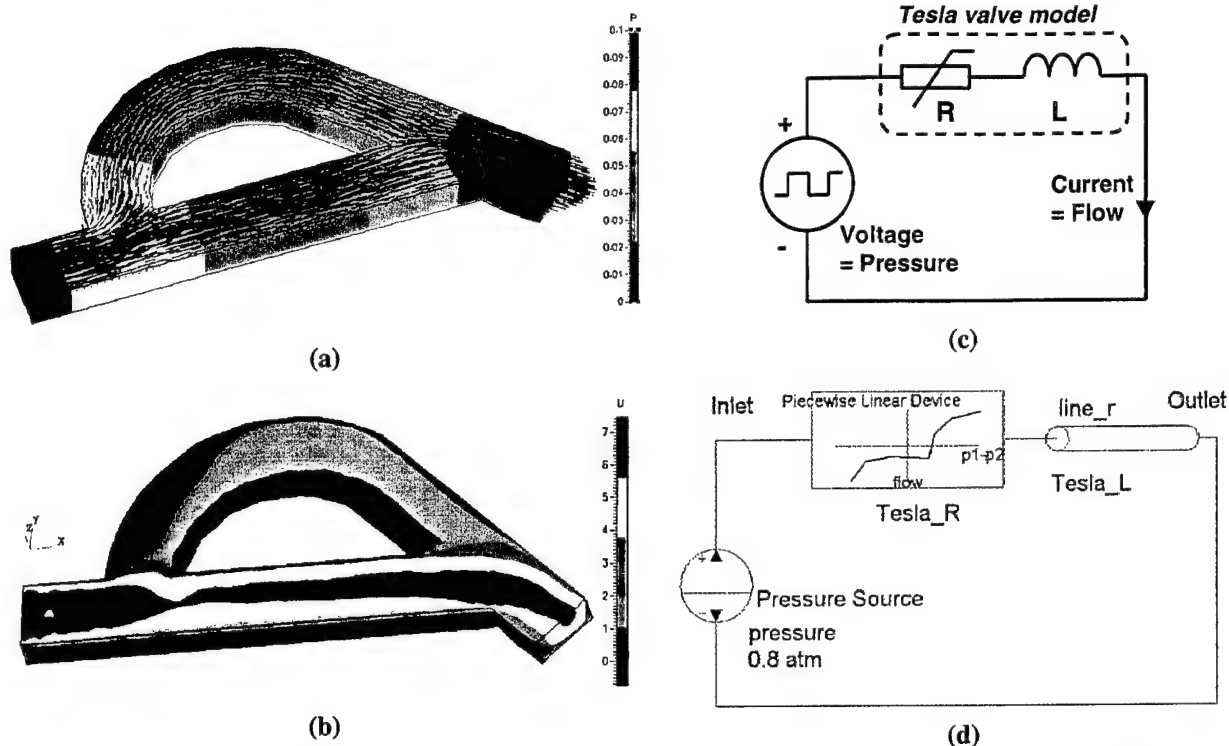 P
0.1
0.09
0.08
0.07
0.06
0.05
0.04
0.03
0.02
0.01
0
(a)
Tesla valve model
R
L
+
-
Voltage
= Pressure
Current
= Flow
(c)
U
7
6
5
4
3
2
1
0
Z Y
X
(b)
Inlet
Piecewise Linear Device
p1-p2
flow
Tesla_R
line_r
Tesla_L
Outlet
+
Pressure Source
pressure
0.8 atm
(d)